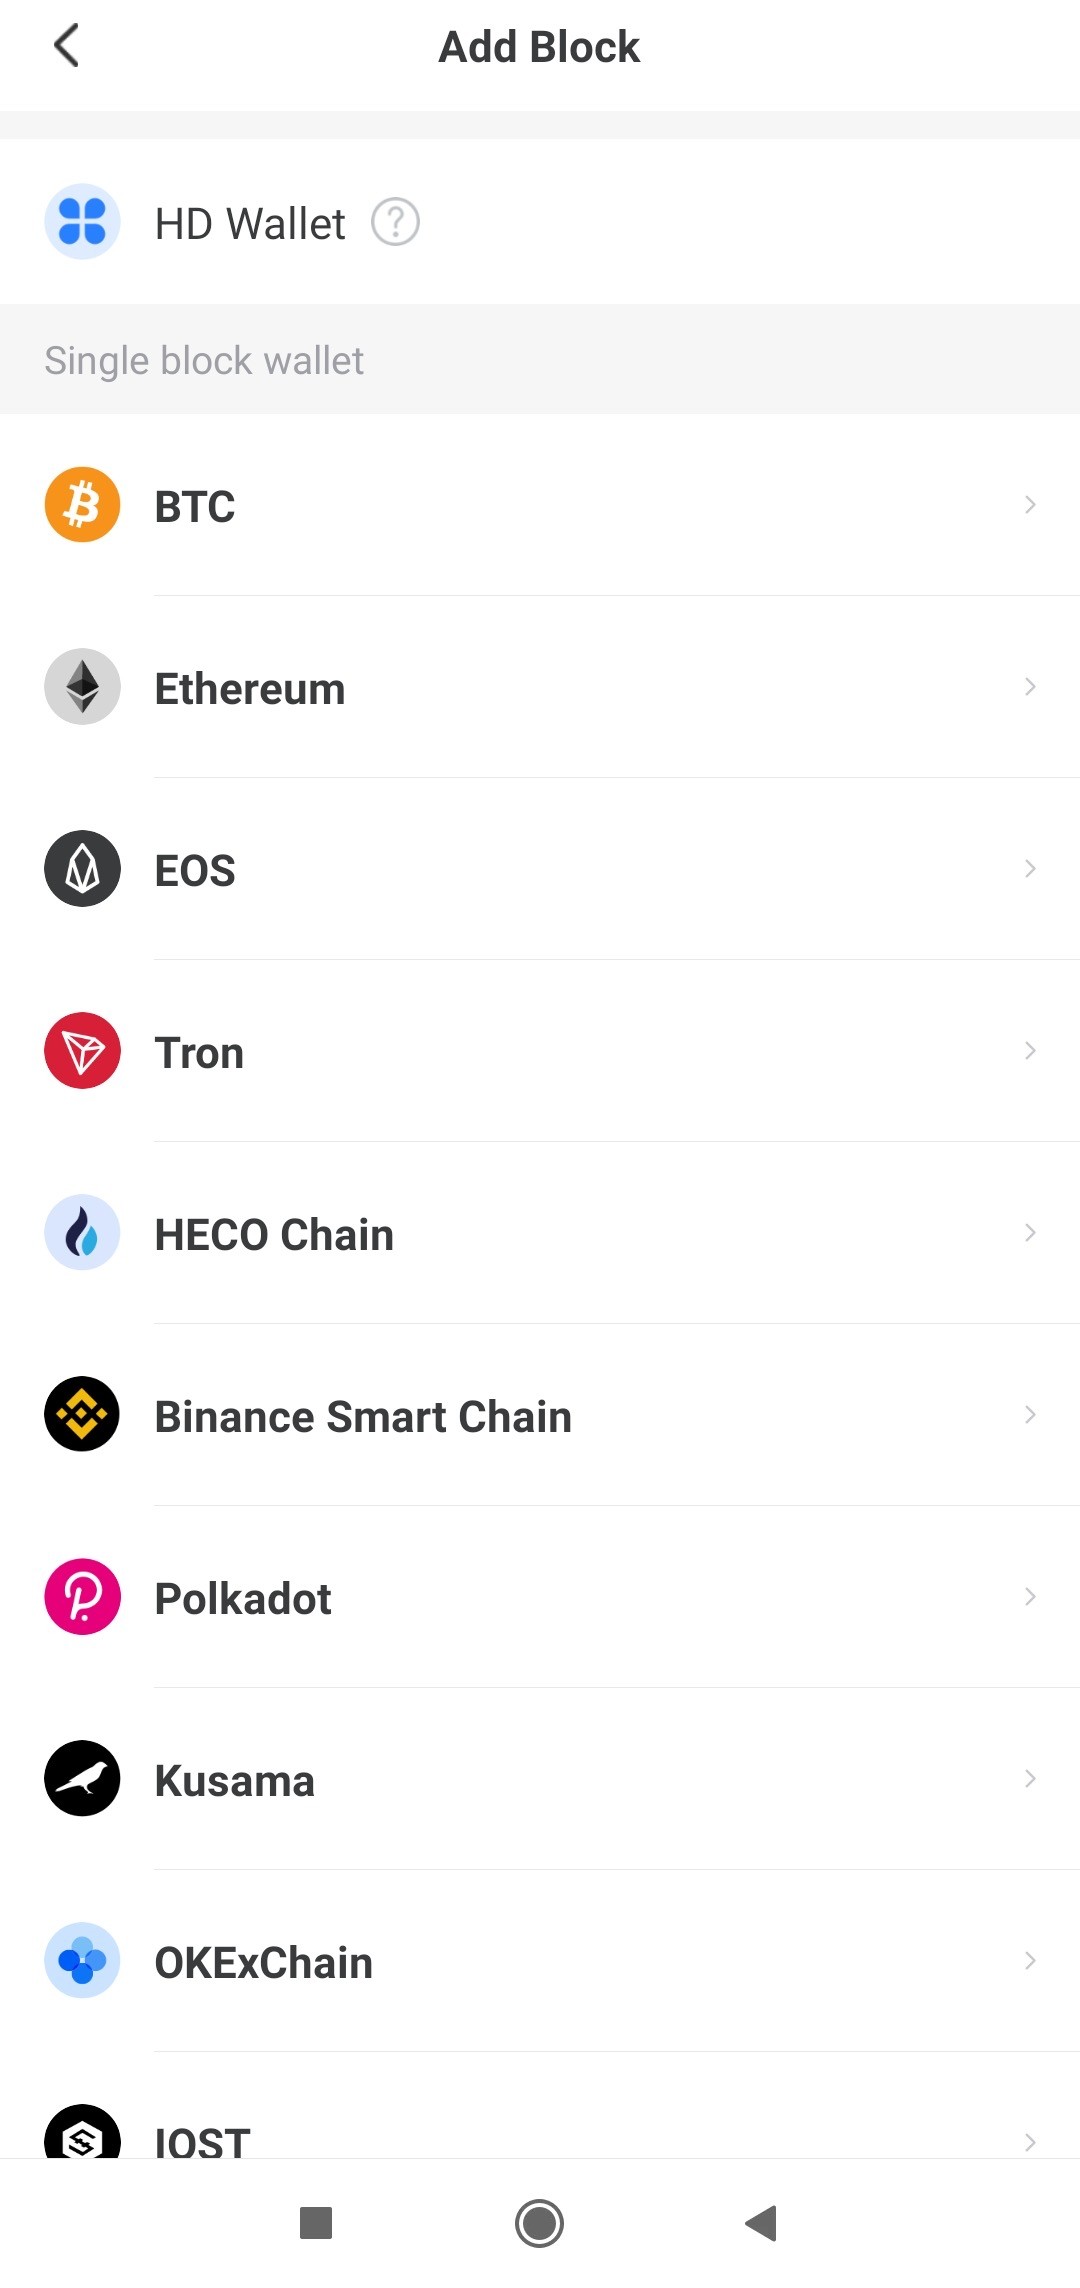 Add Block
HD Wallet ?
Single block wallet
BTC
Ethereum
EOS
Tron
HECO Chain
Binance Smart Chain
Polkadot
Kusama
OKExChain
IOST